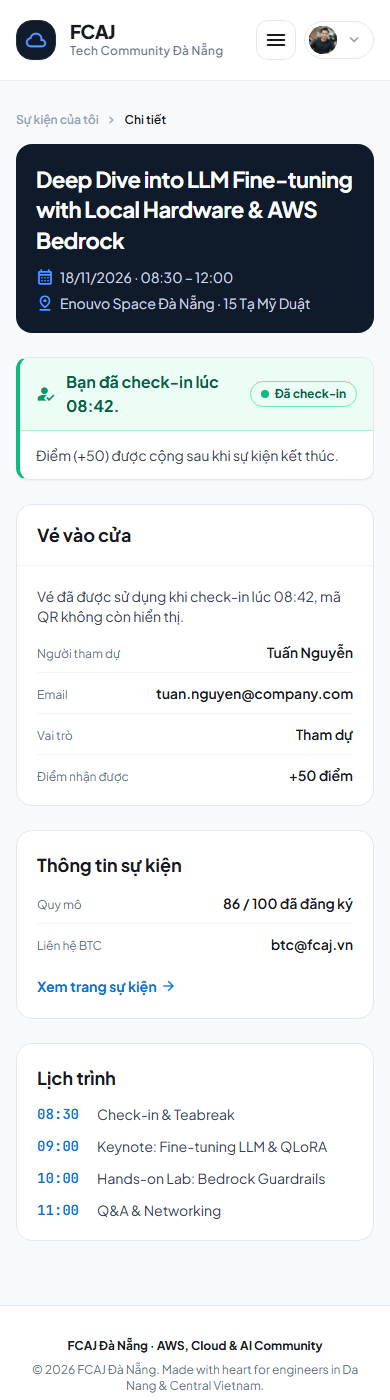 FCAJ
Tech Community Đà Nẵng
Sự kiện của tôi > Chi tiết
Deep Dive into LLM Fine-tuning
with Local Hardware & AWS
Bedrock
18/11/2026 · 08:30 – 12:00
Enouvo Space Đà Nẵng · 15 Tạ Mỹ Duật
Bạn đã check-in lúc
08:42.
Đã check-in
Điểm (+50) được cộng sau khi sự kiện kết thúc.
Vé vào cửa
Vé đã được sử dụng khi check-in lúc 08:42, mã
QR không còn hiển thị.
Người tham dự Tuấn Nguyễn
Email tuan.nguyen@company.com
Vai trò Tham dự
Điểm nhận được +50 điểm
Thông tin sự kiện
Quy mô 86 / 100 đã đăng ký
Liên hệ BTC btc@fcaj.vn
Xem trang sự kiện →
Lịch trình
08:30 Check-in & Teabreak
09:00 Keynote: Fine-tuning LLM & QLoRA
10:00 Hands-on Lab: Bedrock Guardrails
11:00 Q&A & Networking
FCAJ Đà Nẵng · AWS, Cloud & AI Community
© 2026 FCAJ Đà Nẵng. Made with heart for engineers in Da
Nang & Central Vietnam.